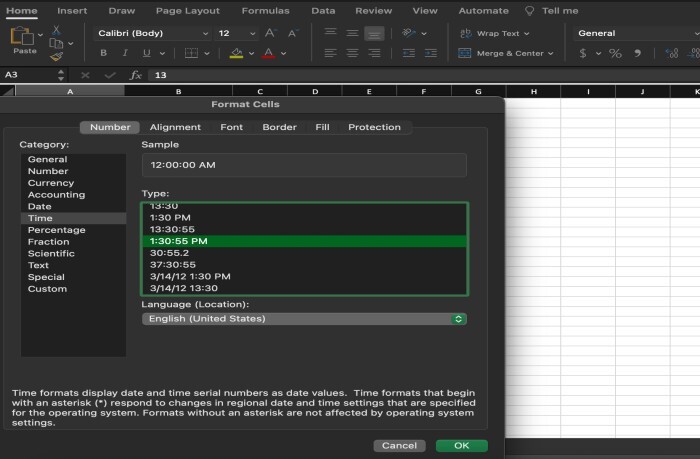 Home Insert Draw Page Layout Formulas Data Review View Automate Tell me
Calibri (Body) 12 A A Wrap Text General
Paste B I U A Merge & Center $ %
A3 fx 13
A B C D E F G H I J K
Format Cells
Number Alignment Font Border Fill Protection
Category: Sample
General
12:00:00 AM
Number
Currency
Accounting
Date
Time
Percentage
Fraction
Scientific
Text
Special
Custom
Type:
13:30
1:30 PM
13:30:55
1:30:55 PM
30:55.2
37:30:55
3/14/12 1:30 PM
3/14/12 13:30
Language (Location):
English (United States)
Time formats display date and time serial numbers as date values. Time formats that begin
with an asterisk (*) respond to changes in regional date and time settings that are specified
for the operating system. Formats without an asterisk are not affected by operating system
settings.
Cancel OK